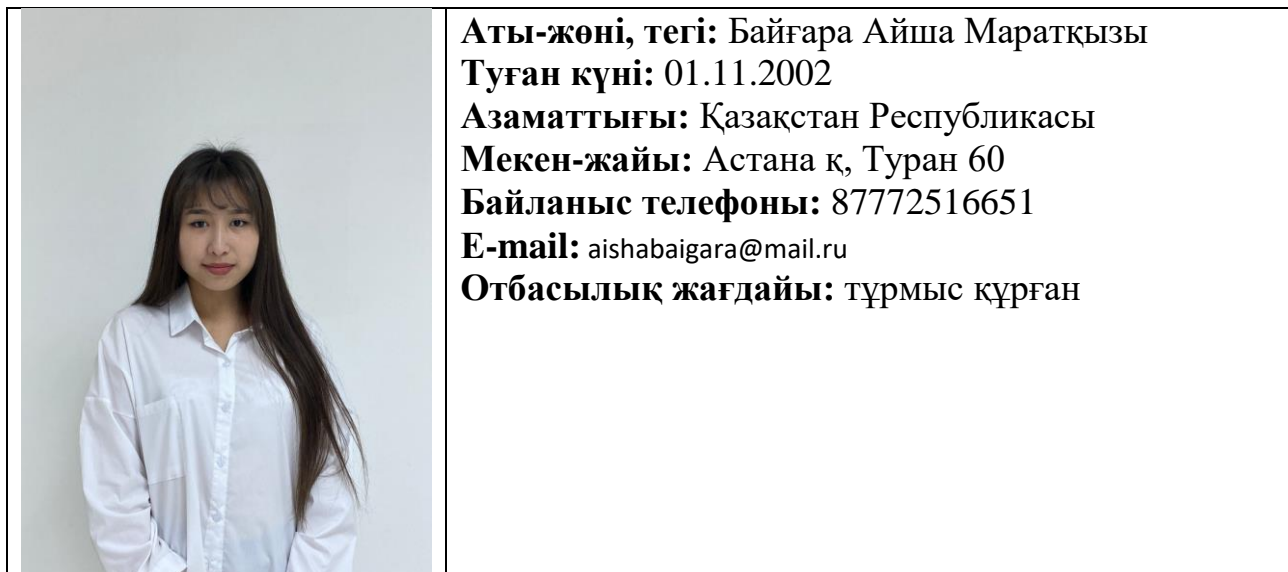 Аты-жөні, тегі: Байғара Айша Маратқызы
Туған күні: 01.11.2002
Азаматтығы: Қазақстан Республикасы
Мекен-жайы: Астана қ, Туран 60
Байланыс телефоны: 87772516651
E-mail: aishabaigara@mail.ru
Отбасылық жағдайы: тұрмыс құрған